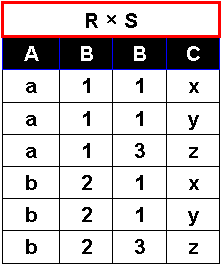 R × S
A B B C
a 1 1 x
a 1 1 y
a 1 3 z
b 2 1 x
b 2 1 y
b 2 3 z